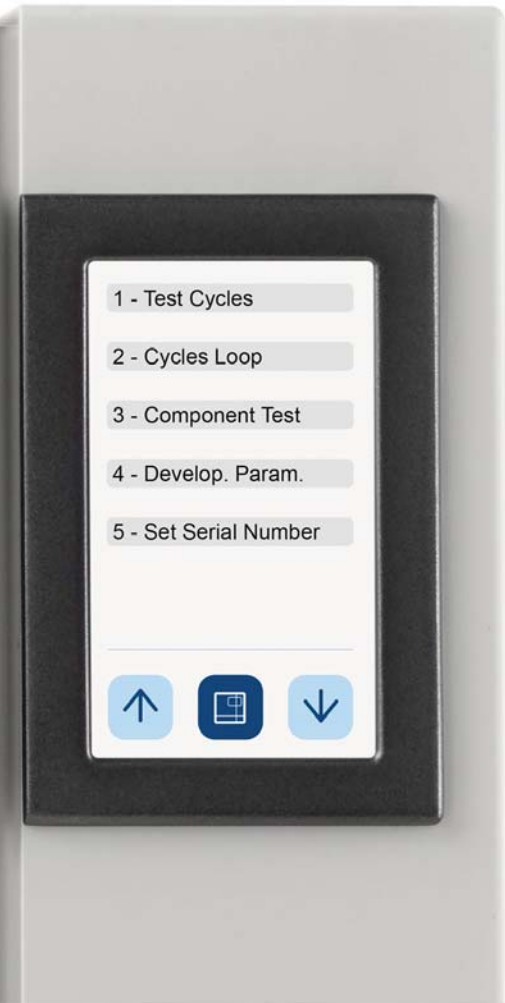 1 - Test Cycles
2 - Cycles Loop
3 - Component Test
4 - Develop. Param.
5 - Set Serial Number